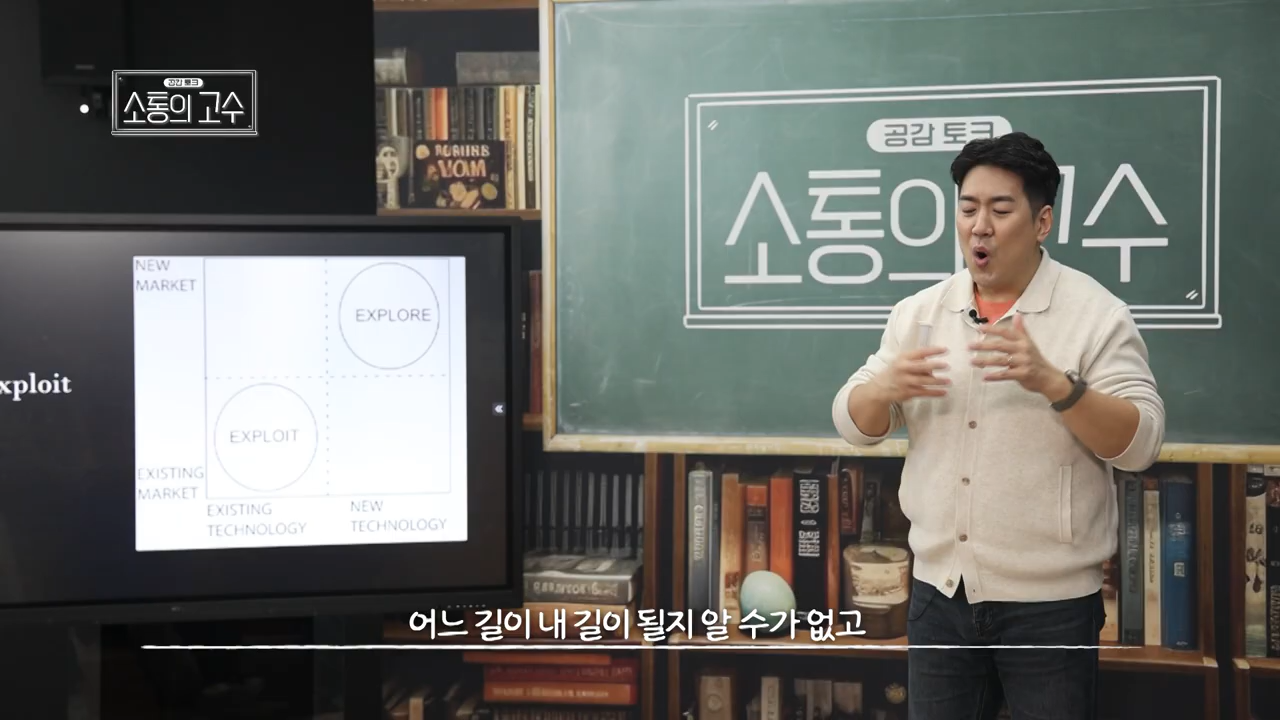 공감 토크
소통의 고수
공감 토크
소통의 고수
NEW
MARKET
EXPLORE
xploit
EXPLOIT
EXISTING
MARKET
EXISTING
TECHNOLOGY
NEW
TECHNOLOGY
어느 길이 내 길이 될지 알 수가 없고